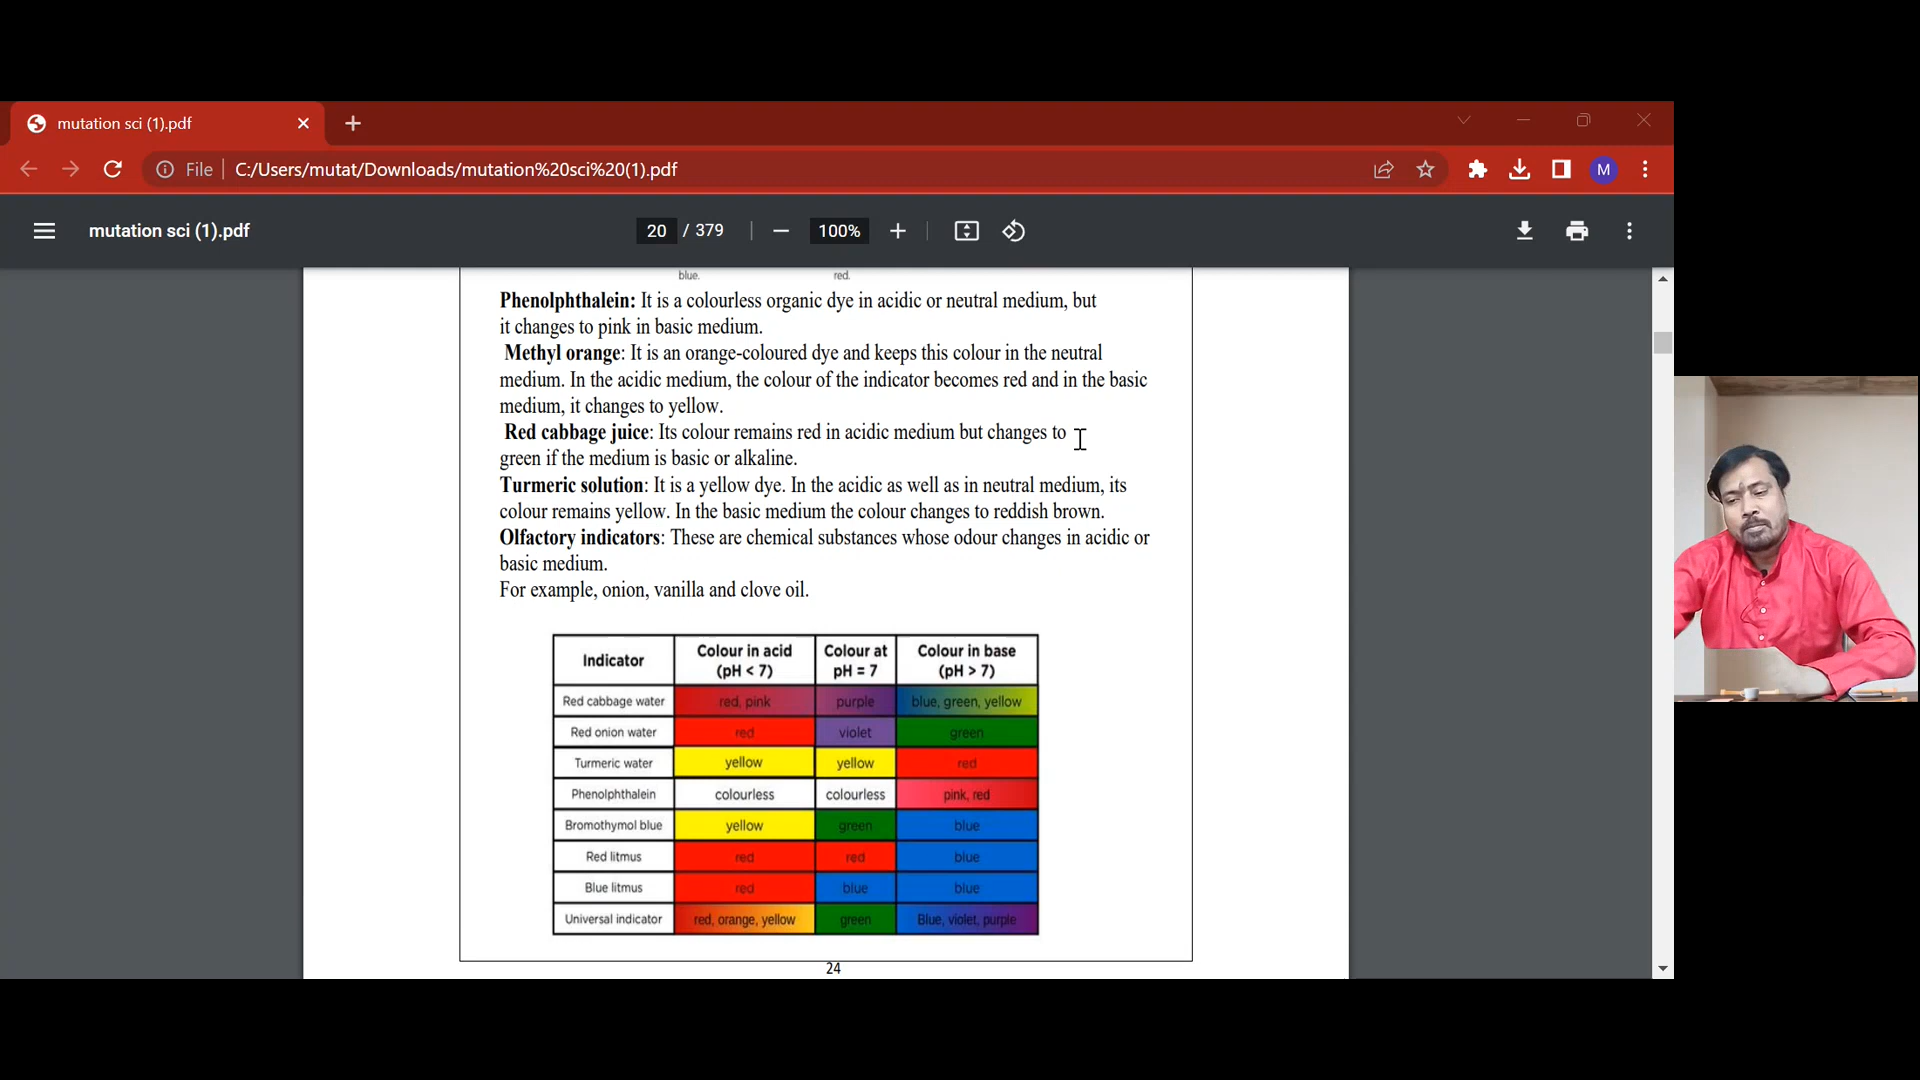 mutation sci (1).pdf
File
C:/Users/mutat/Downloads/mutation%20sci%20(1).pdf
M
mutation sci (1).pdf
20 / 379
100%
blue. red.
Phenolphthalein: It is a colourless organic dye in acidic or neutral medium, but
it changes to pink in basic medium.
Methyl orange: It is an orange-coloured dye and keeps this colour in the neutral
medium. In the acidic medium, the colour of the indicator becomes red and in the basic
medium, it changes to yellow.
Red cabbage juice: Its colour remains red in acidic medium but changes to
green if the medium is basic or alkaline.
Turmeric solution: It is a yellow dye. In the acidic as well as in neutral medium, its
colour remains yellow. In the basic medium the colour changes to reddish brown.
Olfactory indicators: These are chemical substances whose odour changes in acidic or
basic medium.
For example, onion, vanilla and clove oil.
Indicator Colour in acid (pH < 7) Colour at pH = 7 Colour in base (pH > 7)
Red cabbage water red, pink purple blue, green, yellow
Red onion water red violet green
Turmeric water yellow yellow red
Phenolphthalein colourless colourless pink, red
Bromothymol blue yellow green blue
Red litmus red red blue
Blue litmus red blue blue
Universal indicator red, orange, yellow green Blue, violet, purple
24